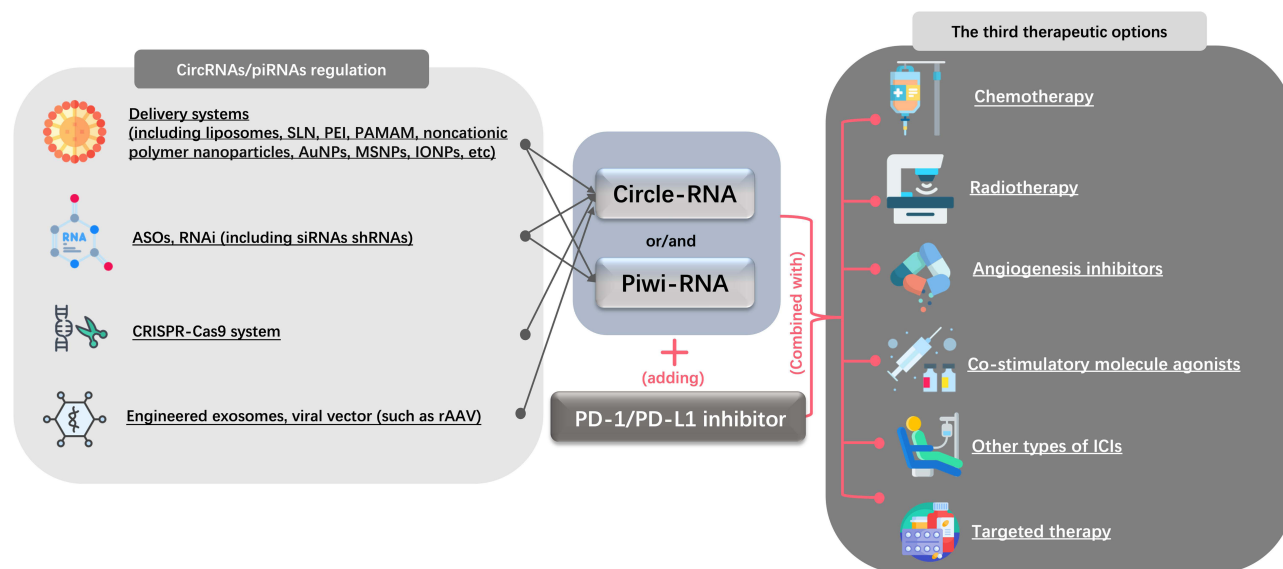 CircRNAs/piRNAs regulation
Delivery systems
(including liposomes, SLN, PEI, PAMAM, noncationic
polymer nanoparticles, AuNPs, MSNPs, IONPs, etc)
RNA
ASOs, RNAi (including siRNAs shRNAs)
CRISPR-Cas9 system
Engineered exosomes, viral vector (such as rAAV)
Circle-RNA
or/and
Piwi-RNA
+
(adding)
PD-1/PD-L1 inhibitor
(Combined with)
The third therapeutic options
Chemotherapy
Radiotherapy
Angiogenesis inhibitors
Co-stimulatory molecule agonists
Other types of ICIs
Targeted therapy